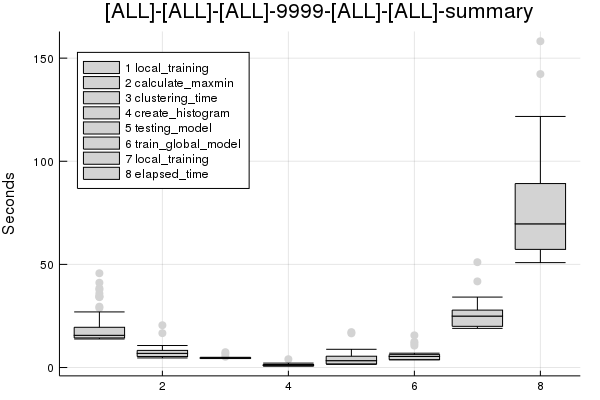 [ALL]-[ALL]-[ALL]-9999-[ALL]-[ALL]-summary
Seconds
150
100
50
0
1 local_training
2 calculate_maxmin
3 clustering_time
4 create_histogram
5 testing_model
6 train_global_model
7 local_training
8 elapsed_time
2
4
6
8